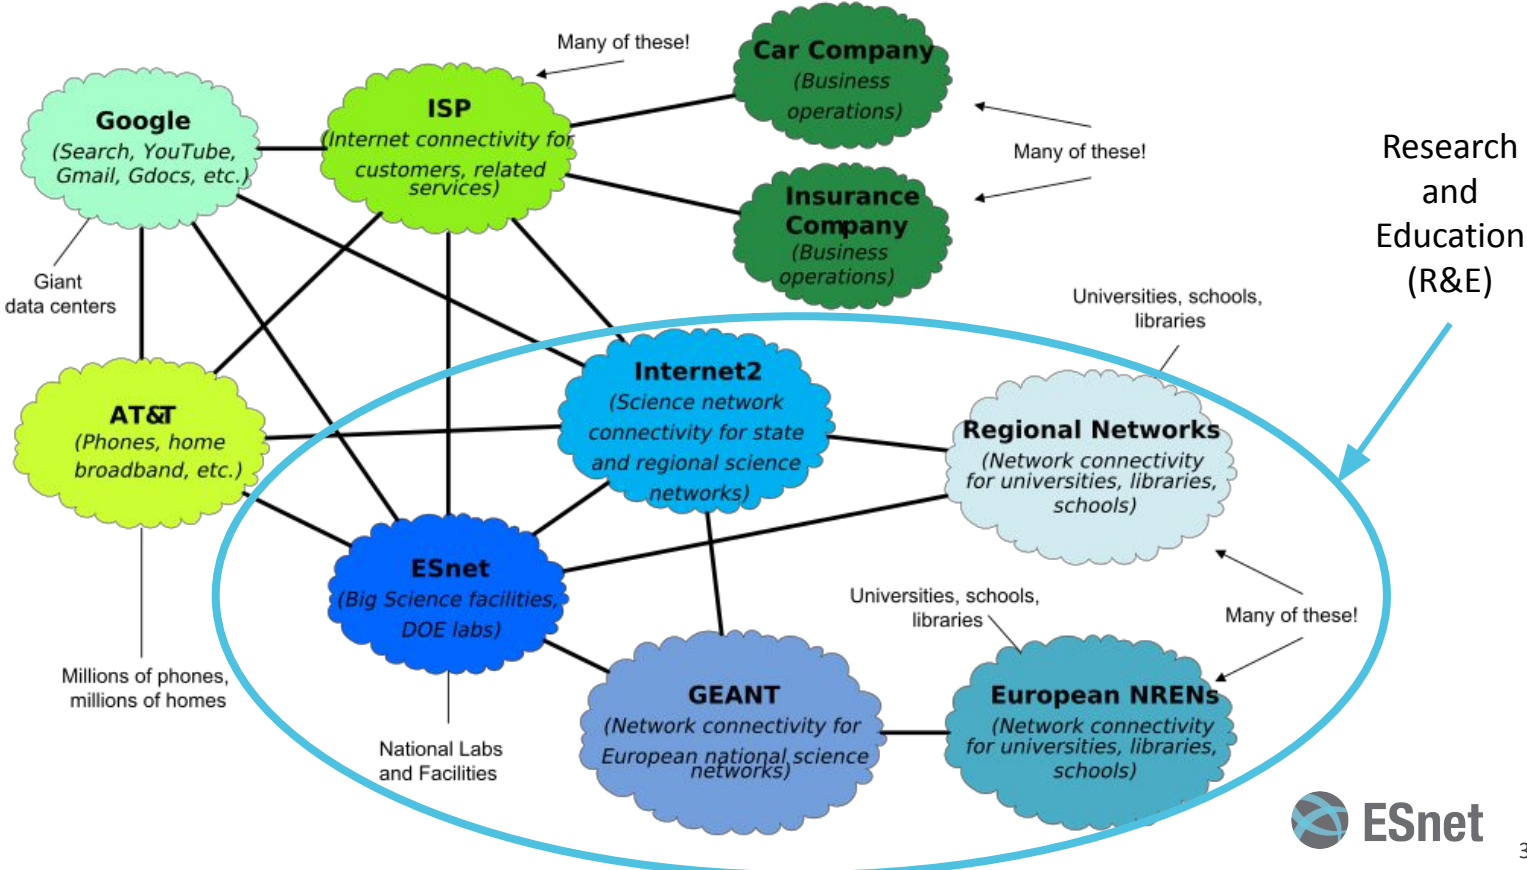 Many of these!
Car Company
(Business
operations)
Google
(Search, YouTube,
Gmail, Gdocs, etc.)
ISP
(Internet connectivity for
customers, related
services)
Many of these!
Insurance
Company
(Business
operations)
Research
and
Education
(R&E)
Giant
data centers
Universities, schools,
libraries
Internet2
(Science network
connectivity for state
and regional science
networks)
AT&T
(Phones, home
broadband, etc.)
Regional Networks
(Network connectivity
for universities, libraries,
schools)
ESnet
(Big Science facilities,
DOE labs)
Universities, schools,
libraries
Many of these!
Millions of phones,
millions of homes
GEANT
(Network connectivity for
European national science
networks)
European NRENs
(Network connectivity
for universities, libraries,
schools)
National Labs
and Facilities
ESnet
3